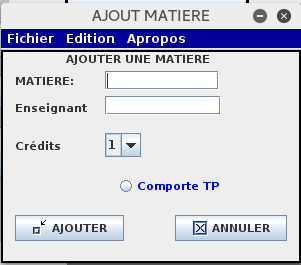 AJOUT MATIERE
Fichier Edition Apropos
AJOUTER UNE MATIERE
MATIERE:
Enseignant
Crédits 1
Comporte TP
AJOUTER ANNULER